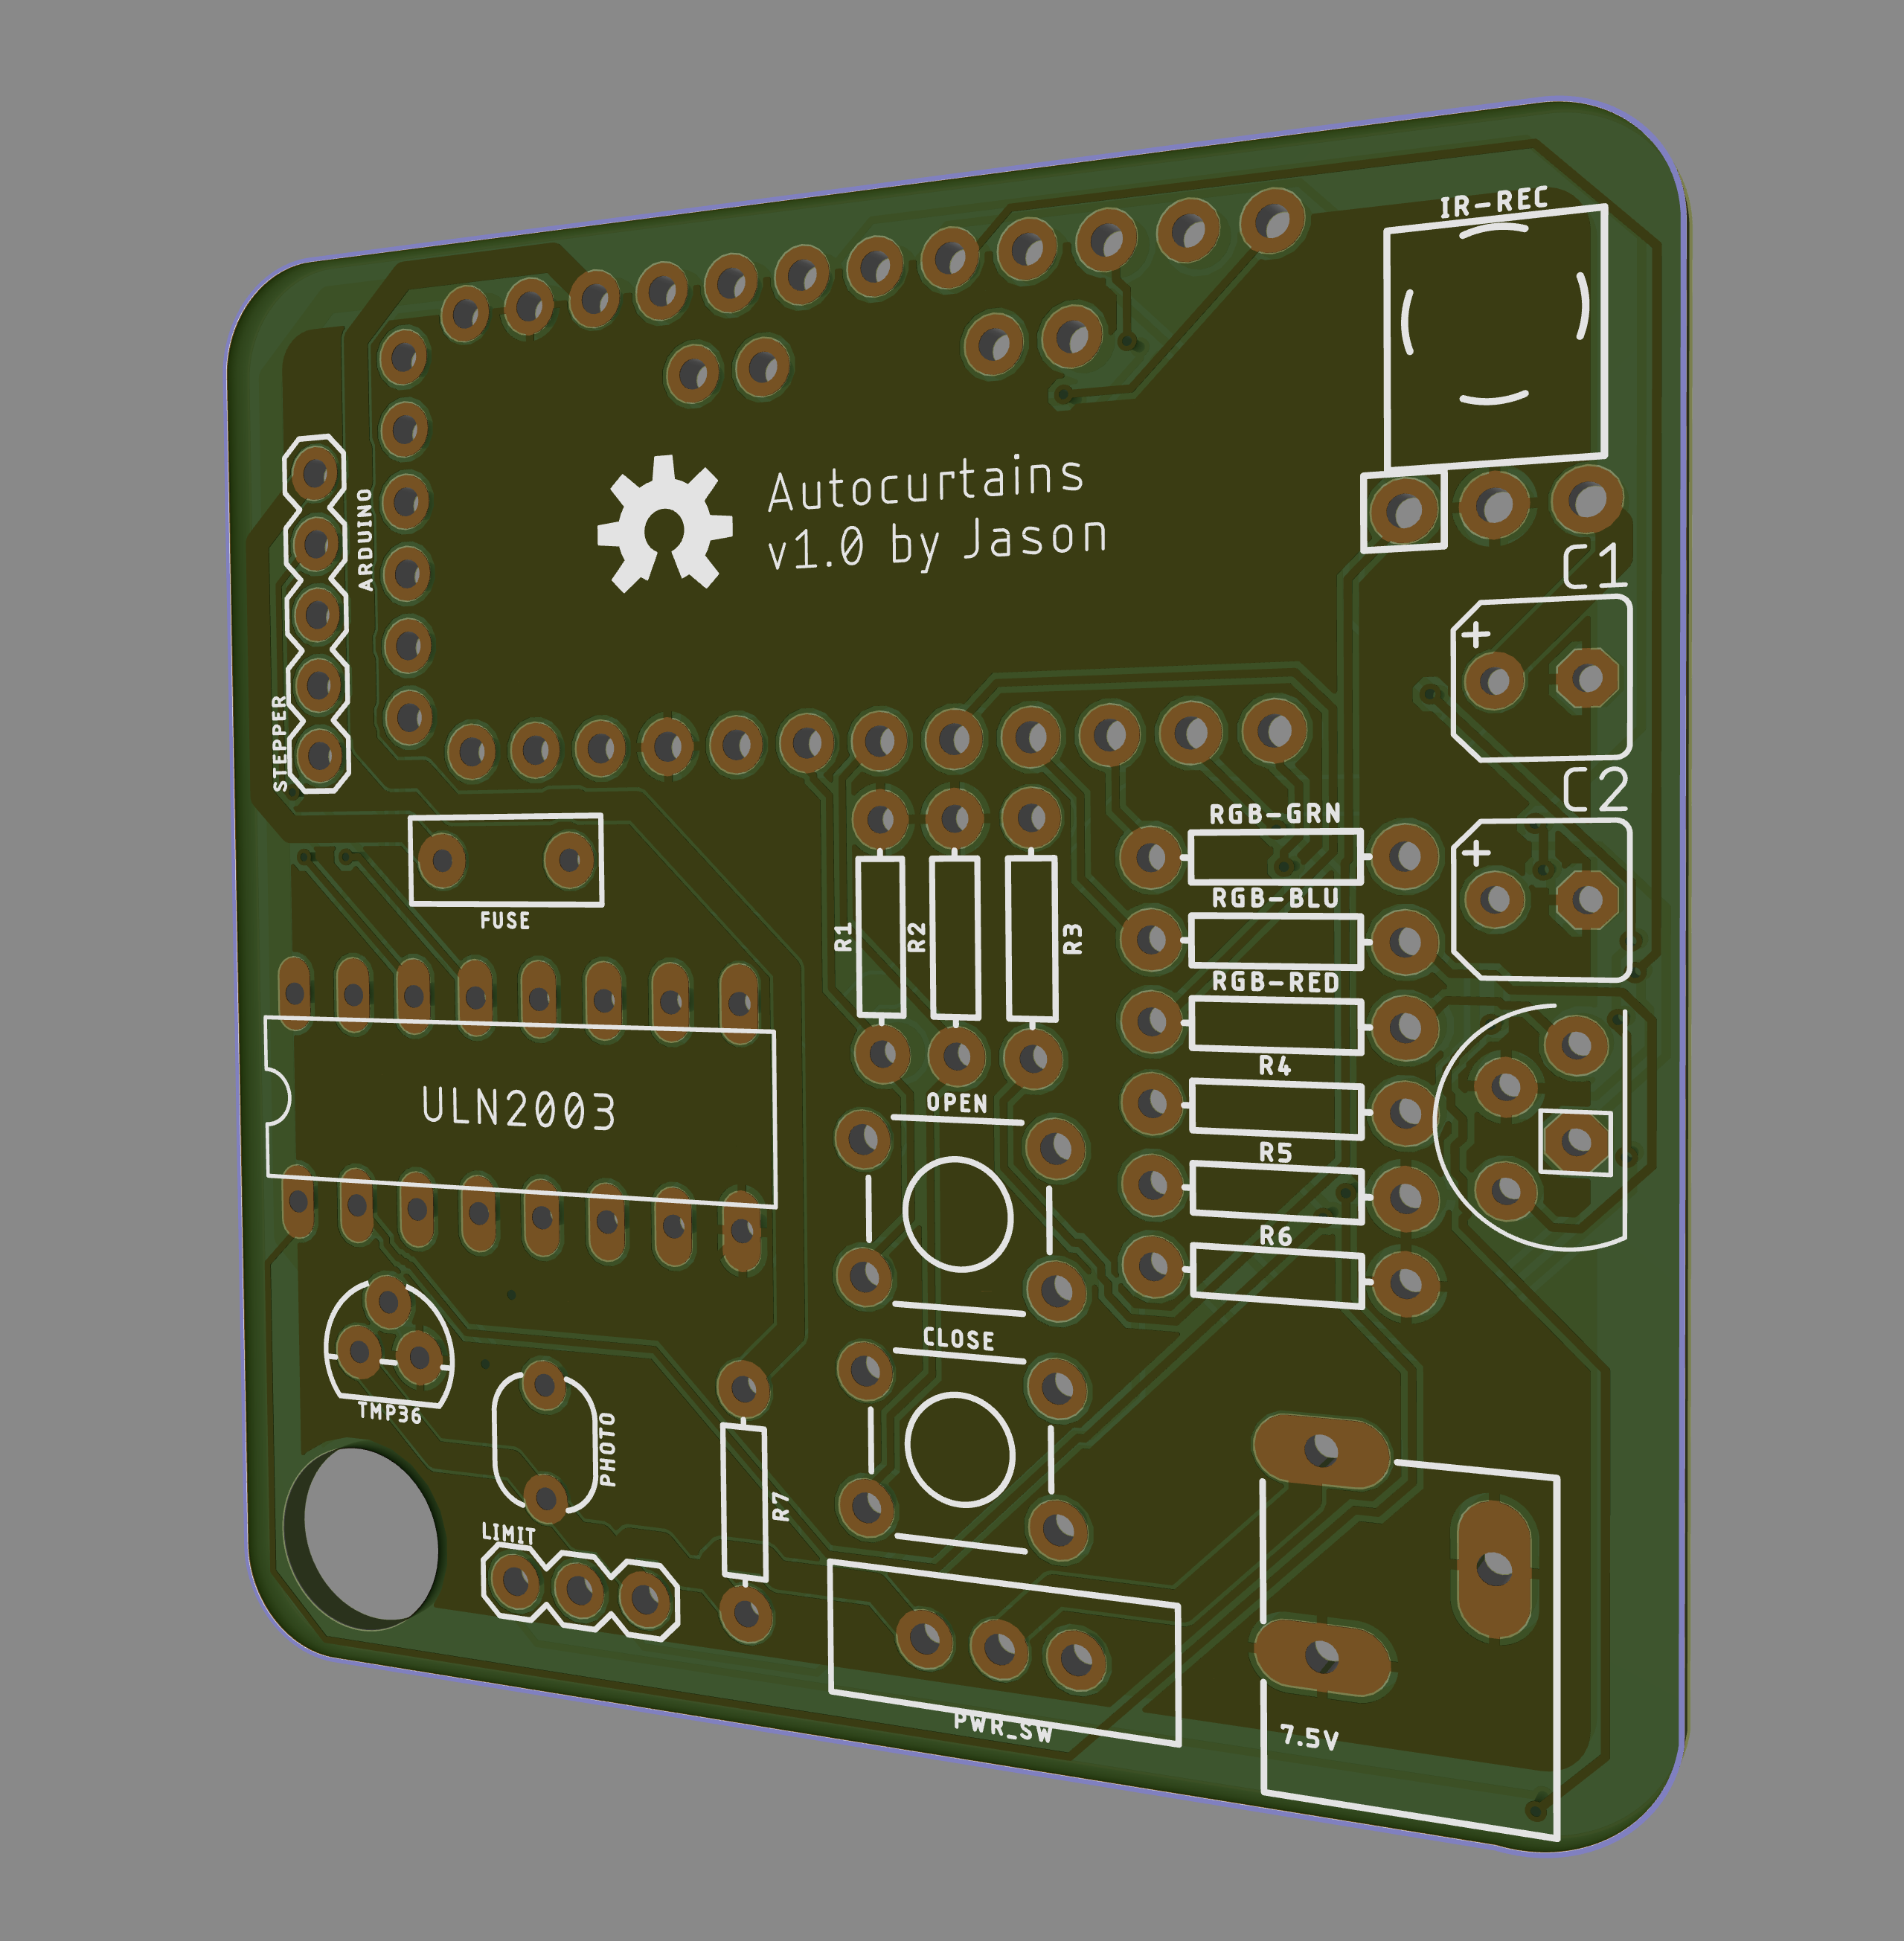 IR-REC
Autocurtains
v1.0 by Jason
ARDUINO
STEPPER
C1
C2
FUSE
R1
R2
R3
RGB-GRN
RGB-BLU
RGB-RED
R4
R5
R6
ULN2003
OPEN
CLOSE
TMP36
PHOTO
R7
LIMIT
PWR_SW
7.5V
+
+